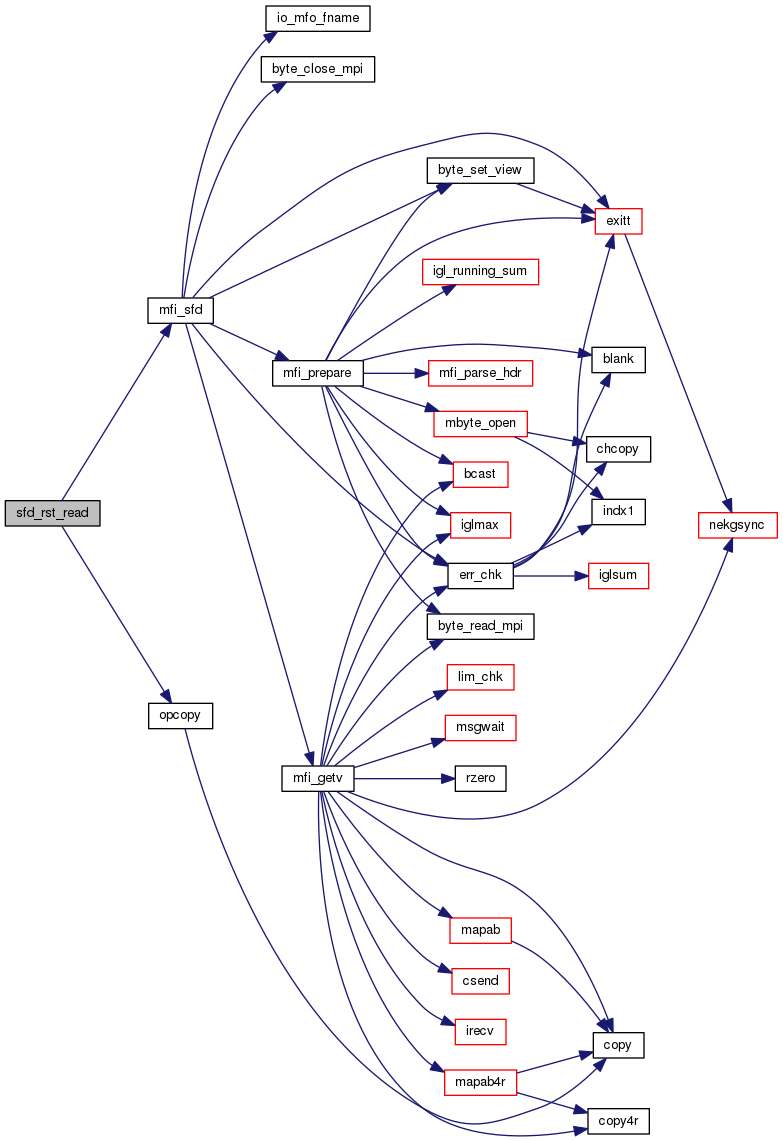 io_mfo_fname
byte_close_mpi
byte_set_view
exitt
igl_running_sum
mfi_sfd
blank
mfi_prepare
mfi_parse_hdr
mbyte_open
chcopy
bcast
sfd_rst_read
indx1
iglmax
nekgsync
err_chk
iglsum
byte_read_mpi
lim_chk
opcopy
msgwait
mfi_getv
rzero
mapab
csend
irecv
copy
mapab4r
copy4r